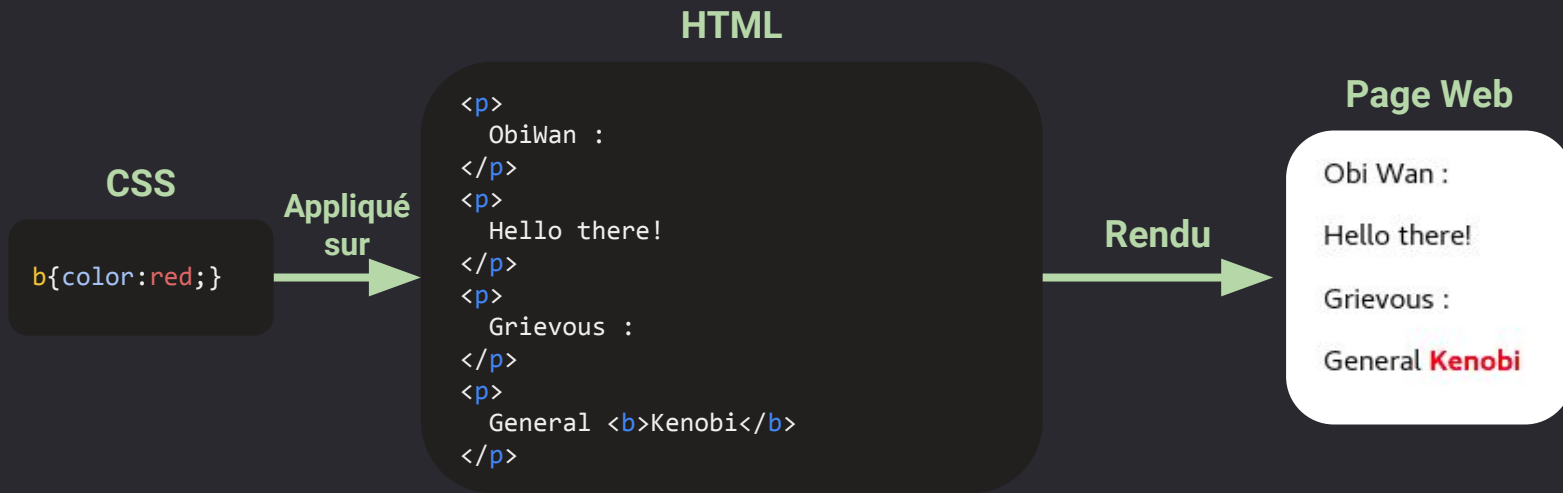 HTML
CSS
b{color:red;}
Appliqué
sur
<p>
ObiWan :
</p>
<p>
Hello there!
</p>
<p>
Grievous :
</p>
<p>
General <b>Kenobi</b>
</p>
Rendu
Page Web
Obi Wan :
Hello there!
Grievous :
General Kenobi